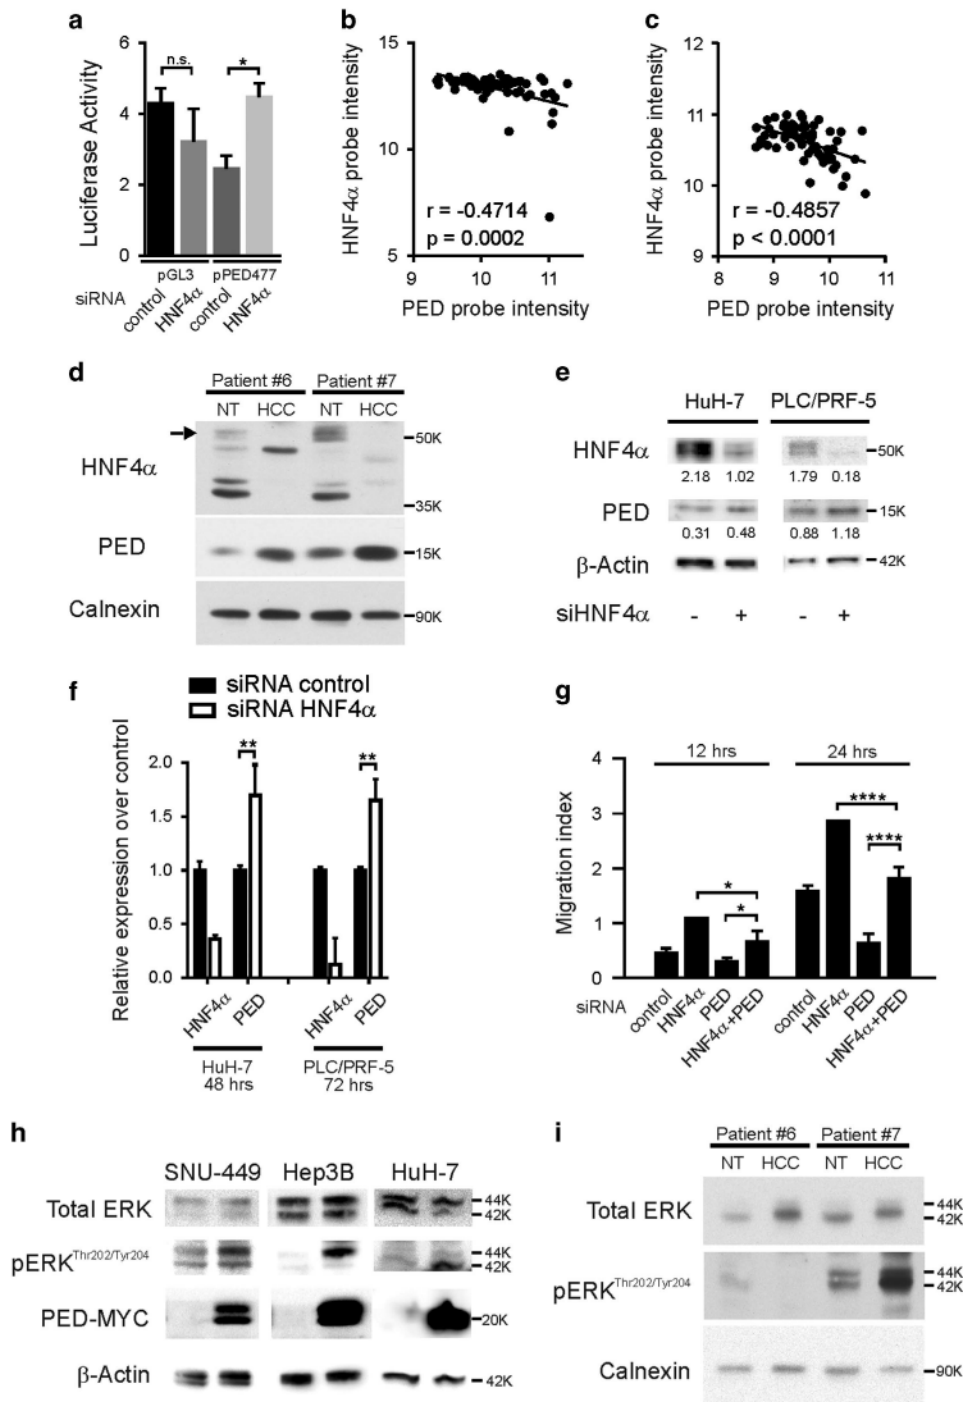 a
Luciferase Activity
6
4
2
0
n.s.
*
pGL3 pPED477
siRNA
control
HNF4α
control
HNF4α
b
HNF4α probe intensity
15
10
5
r = -0.4714
p = 0.0002
9 10 11
PED probe intensity
c
HNF4α probe intensity
12
11
10
9
r = -0.4857
p < 0.0001
8 9 10 11
PED probe intensity
d
Patient #6 Patient #7
NT HCC NT HCC
HNF4α
50K
35K
PED
15K
Calnexin
90K
e
HuH-7 PLC/PRF-5
HNF4α
50K
2.18 1.02 1.79 0.18
PED
15K
0.31 0.48 0.88 1.18
β-Actin
42K
siHNF4α - + - +
f
siRNA control
siRNA HNF4α
Relative expression over control
2.0
1.5
1.0
0.5
0.0
**
**
HNF4α
PED
HNF4α
PED
HuH-7 PLC/PRF-5
48 hrs 72 hrs
g
12 hrs 24 hrs
Migration index
4
3
2
1
0
*
*
****
****
siRNA
control
HNF4α
PED
HNF4α+PED
control
HNF4α
PED
HNF4α+PED
h
SNU-449 Hep3B HuH-7
Total ERK
44K
42K
pERK Thr202/Tyr204
44K
42K
PED-MYC
20K
β-Actin
42K
i
Patient #6 Patient #7
NT HCC NT HCC
Total ERK
44K
42K
pERK Thr202/Tyr204
44K
42K
Calnexin
90K